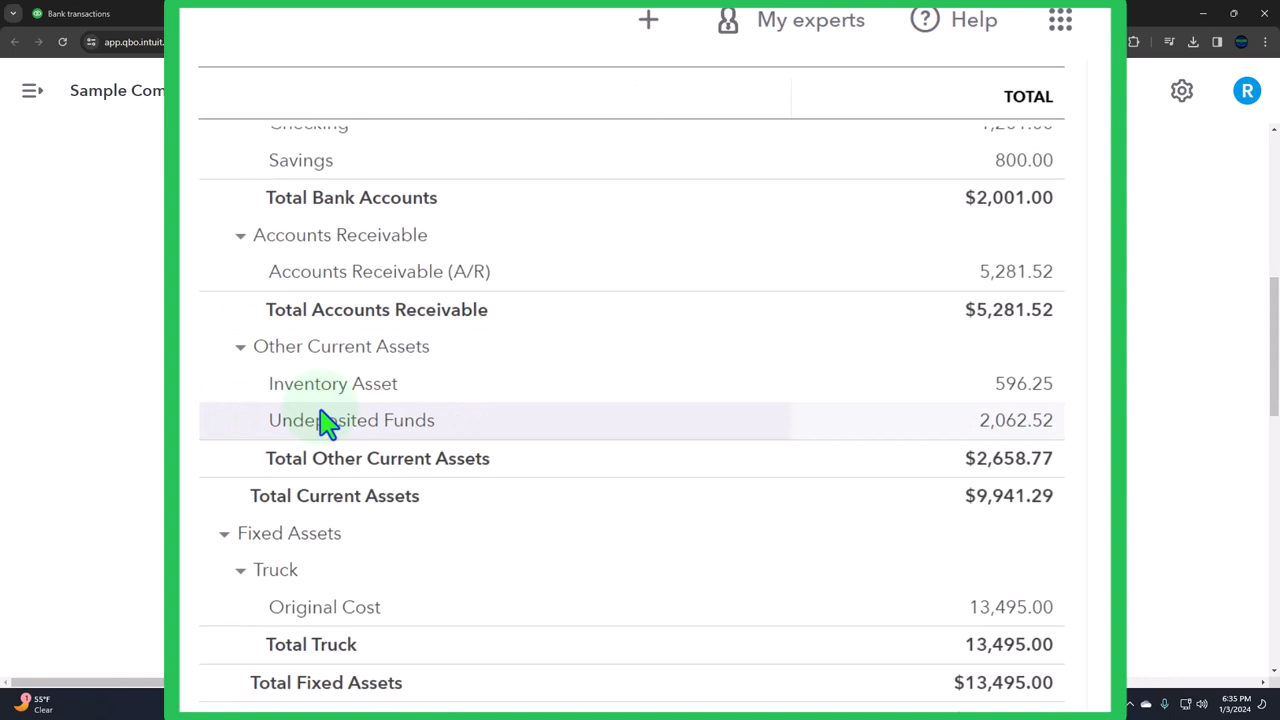 Bank transactions
app.qbo.intuit
My experts
Help
Sample Com
R
TOTAL
Checking
Savings 800.00
Total Bank Accounts $2,001.00
Accounts Receivable
Accounts Receivable (A/R) 5,281.52
Total Accounts Receivable $5,281.52
Other Current Assets
Inventory Asset 596.25
Undeposited Funds 2,062.52
Total Other Current Assets $2,658.77
Total Current Assets $9,941.29
Fixed Assets
Truck
Original Cost 13,495.00
Total Truck 13,495.00
Total Fixed Assets $13,495.00
1
55°F
Clear
6:35 PM
1/3/2024